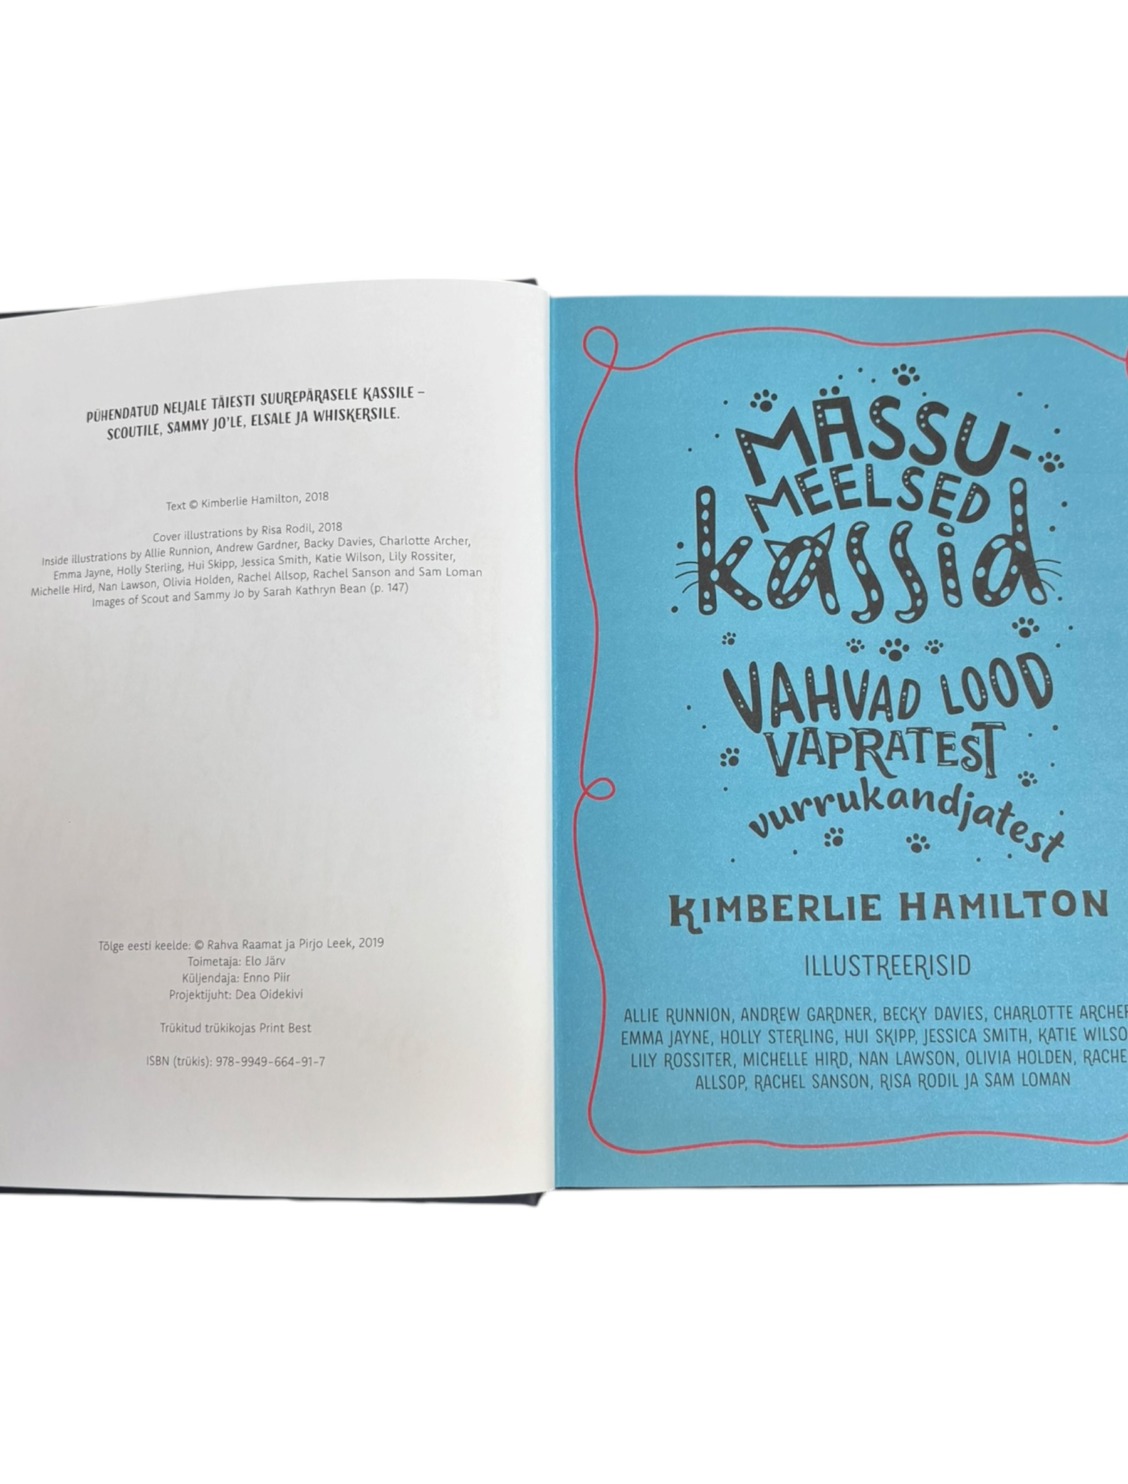 PÜHENDATUD NELJALE TÄIESTI SUUREPÄRASELE KASSILE –
SCOUTILE, SAMMY JO'LE, ELSALE JA WHISKERSILE.
Text © Kimberlie Hamilton, 2018
Cover illustrations by Risa Rodil, 2018
Inside illustrations by Allie Runnion, Andrew Gardner, Backy Davies, Charlotte Archer,
Emma Jayne, Holly Sterling, Hui Skipp, Jessica Smith, Katie Wilson, Lily Rossiter,
Michelle Hird, Nan Lawson, Olivia Holden, Rachel Allsop, Rachel Sanson and Sam Loman
Images of Scout and Sammy Jo by Sarah Kathryn Bean (p. 147)
Tõlge eesti keelde: © Rahva Raamat ja Pirjo Leek, 2019
Toimetaja: Elo Järv
Küljendaja: Enno Piir
Projektijuht: Dea Oidekivi
Trükitud trükikojas Print Best
ISBN (trükis): 978-9949-664-91-7
MÄSSU-
MEELSED
kassid
VAHVAD LOOD
VAPRATEST
vurrukandjatest
KIMBERLIE HAMILTON
ILLUSTREERISID
ALLIE RUNNION, ANDREW GARDNER, BECKY DAVIES, CHARLOTTE ARCHER
EMMA JAYNE, HOLLY STERLING, HUI SKIPP, JESSICA SMITH, KATIE WILSO
LILY ROSSITER, MICHELLE HIRD, NAN LAWSON, OLIVIA HOLDEN, RACHE
ALLSOP, RACHEL SANSON, RISA RODIL JA SAM LOMAN